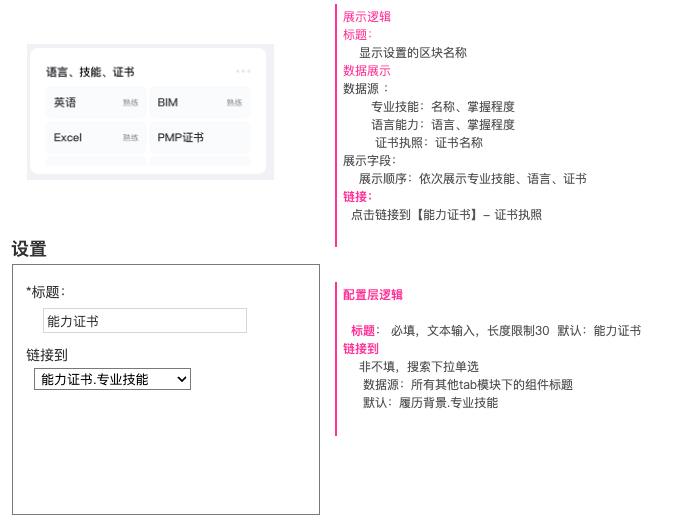 语言、技能、证书
英语 熟练 BIM 熟练
Excel 熟练 PMP证书
展示逻辑
标题：
显示设置的区块名称
数据展示
数据源 ：
专业技能：名称、掌握程度
语言能力：语言、掌握程度
证书执照：证书名称
展示字段：
展示顺序：依次展示专业技能、语言、证书
链接：
点击链接到【能力证书】– 证书执照
设置
*标题：
能力证书
链接到
能力证书.专业技能
配置层逻辑
标题： 必填，文本输入，长度限制30 默认：能力证书
链接到
非不填，搜索下拉单选
数据源：所有其他tab模块下的组件标题
默认：履历背景.专业技能